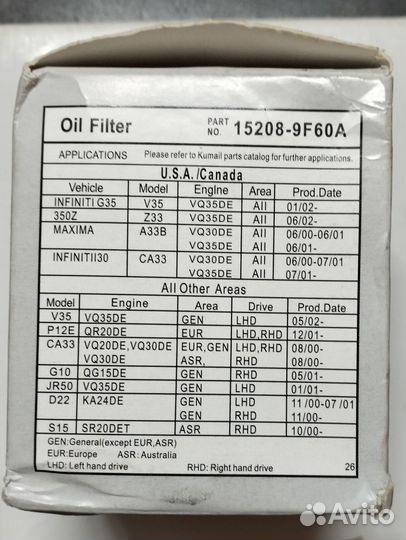 Oil Filter PART NO. 15208-9F60A
APPLICATIONS Please refer to Kumail parts catalog for further applications.
U.S.A./Canada
Vehicle Model Engine Area Prod.Date
INFINITI G35 V35 VQ35DE All 01/02-
350Z Z33 VQ35DE All 06/02-
MAXIMA A33B VQ30DE All 06/00-06/01
VQ35DE All 06/01-
INFINITI I30 CA33 VQ30DE All 06/00-07/01
VQ35DE All 07/01-
All Other Areas
Model Engine Area Drive Prod.Date
V35 VQ35DE GEN LHD 05/02-
P12E QR20DE EUR LHD,RHD 12/01-
CA33 VQ20DE,VQ30DE EUR,GEN LHD,RHD 08/00-
VQ30DE ASR, RHD 08/00-
G10 QG15DE GEN RHD 05/01-
JR50 VQ35DE GEN LHD 01/01-
D22 KA24DE GEN LHD 11/00-07/01
GEN RHD 11/00-
S15 SR20DET ASR RHD 10/00-
GEN:General(except EUR,ASR)
EUR:Europe ASR:Australia
LHD: Left hand drive RHD: Right hand drive 26
Avito